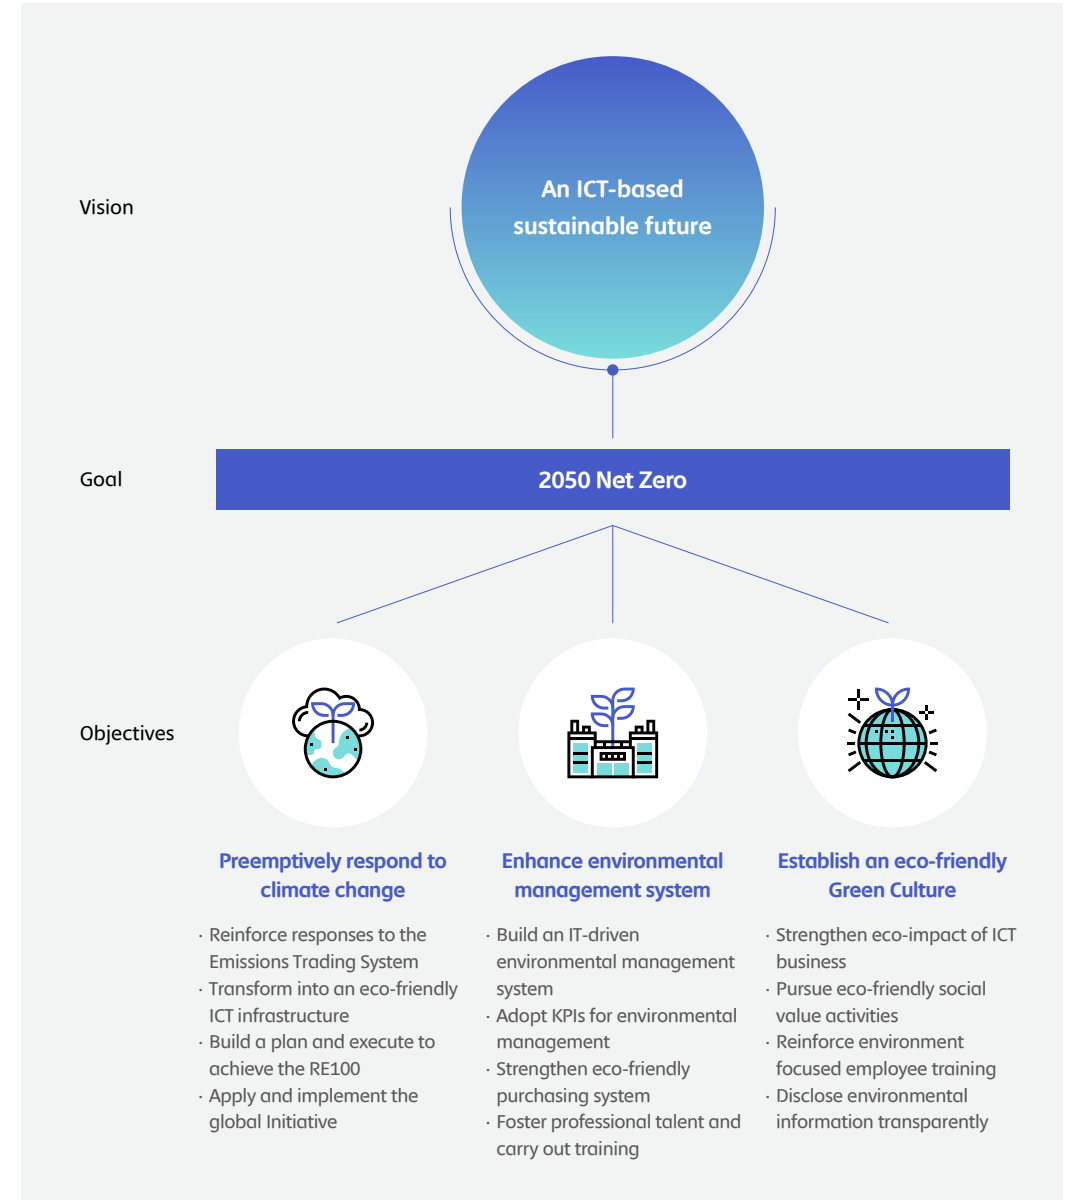 Vision
An ICT-based
sustainable future
Goal
2050 Net Zero
Objectives
Preemptively respond to
climate change
· Reinforce responses to the
Emissions Trading System
· Transform into an eco-friendly
ICT infrastructure
· Build a plan and execute to
achieve the RE100
· Apply and implement the
global Initiative
Enhance environmental
management system
· Build an IT-driven
environmental management
system
· Adopt KPIs for environmental
management
· Strengthen eco-friendly
purchasing system
· Foster professional talent and
carry out training
Establish an eco-friendly
Green Culture
· Strengthen eco-impact of ICT
business
· Pursue eco-friendly social
value activities
· Reinforce environment
focused employee training
· Disclose environmental
information transparently